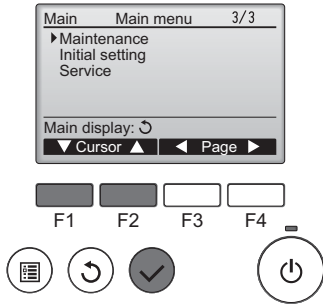 Main Main menu 3/3
Maintenance
Initial setting
Service
Main display:
Cursor Page
F1 F2 F3 F4